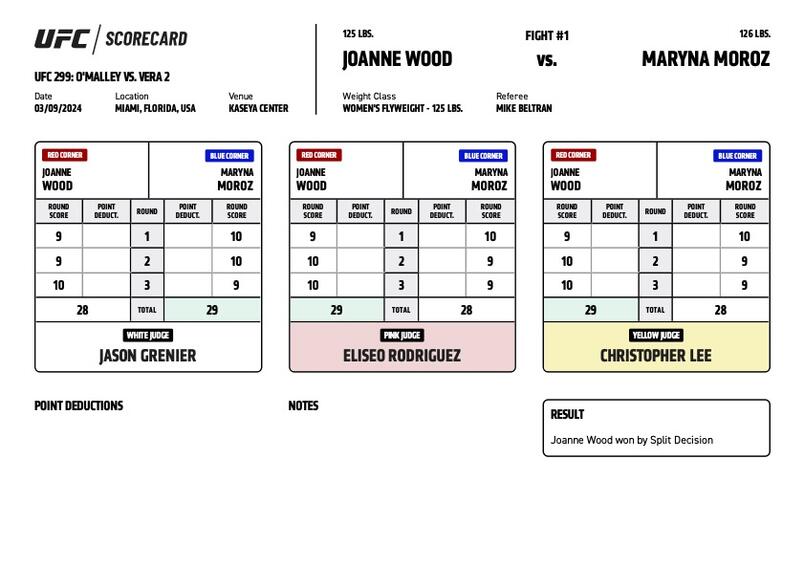 UFC / SCORECARD
UFC 299: O'MALLEY VS. VERA 2
Date Location Venue
03/09/2024 MIAMI, FLORIDA, USA KASEYA CENTER
125 LBS. FIGHT #1 126 LBS.
JOANNE WOOD VS. MARYNA MOROZ
Weight Class Referee
WOMEN'S FLYWEIGHT - 125 LBS. MIKE BELTRAN
RED CORNER BLUE CORNER
JOANNE MARYNA
WOOD MOROZ
ROUND POINT ROUND POINT ROUND
SCORE DEDUCT. DEDUCT. SCORE
9 1 10
9 2 10
10 3 9
28 TOTAL 29
WHITE JUDGE
JASON GRENIER
RED CORNER BLUE CORNER
JOANNE MARYNA
WOOD MOROZ
ROUND POINT ROUND POINT ROUND
SCORE DEDUCT. DEDUCT. SCORE
9 1 10
10 2 9
10 3 9
29 TOTAL 28
PINK JUDGE
ELISEO RODRIGUEZ
RED CORNER BLUE CORNER
JOANNE MARYNA
WOOD MOROZ
ROUND POINT ROUND POINT ROUND
SCORE DEDUCT. DEDUCT. SCORE
9 1 10
10 2 9
10 3 9
29 TOTAL 28
YELLOW JUDGE
CHRISTOPHER LEE
POINT DEDUCTIONS
NOTES
RESULT
Joanne Wood won by Split Decision